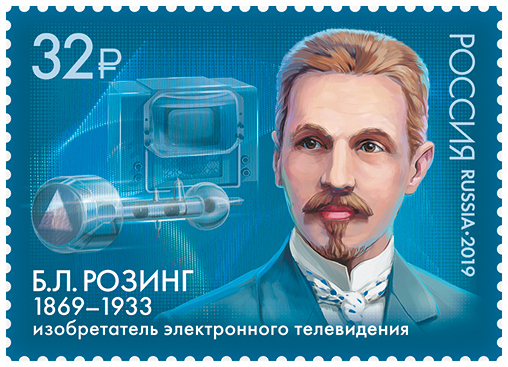 32₽
РОССИЯ RUSSIA·2019
Б.Л. РОЗИНГ
1869–1933
изобретатель электронного телевидения